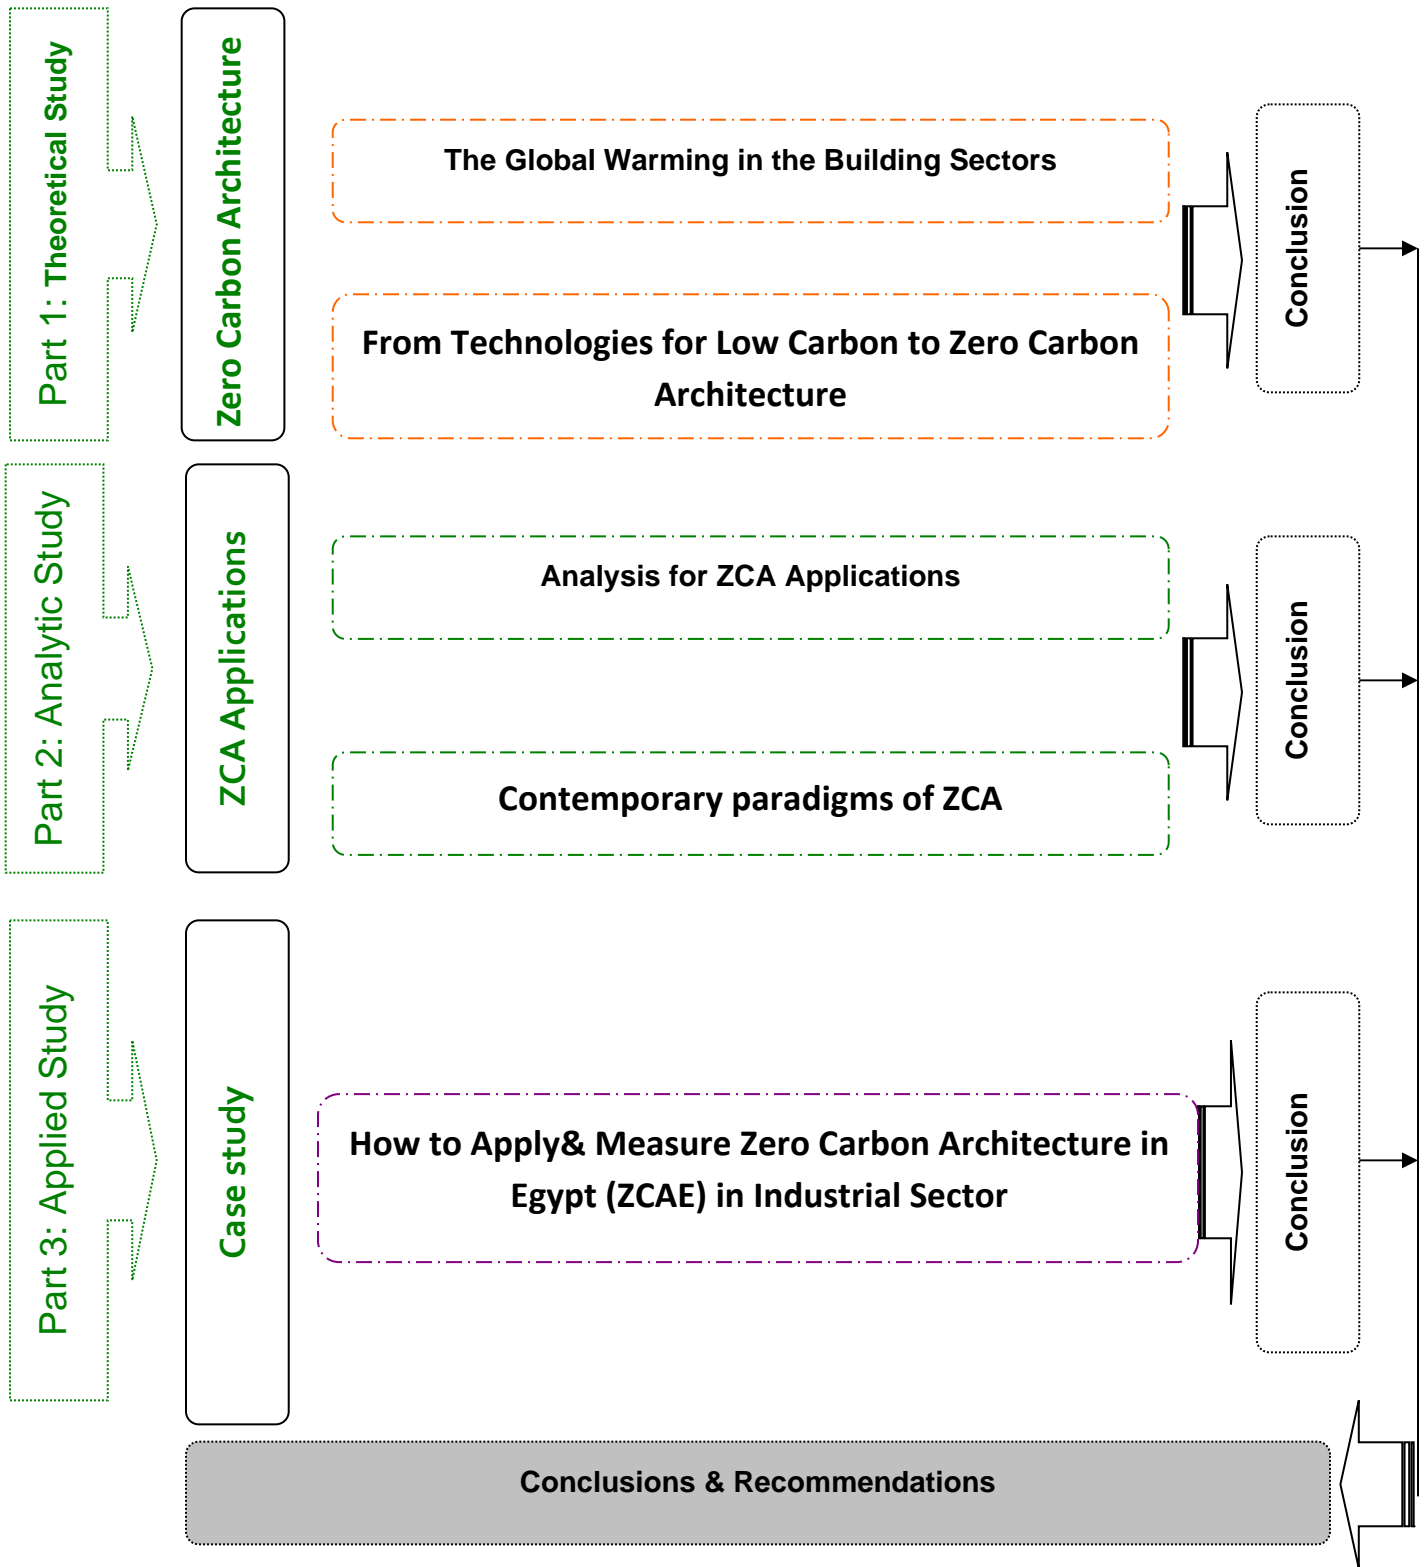 Part 1: Theoretical Study
Zero Carbon Architecture
The Global Warming in the Building Sectors
From Technologies for Low Carbon to Zero Carbon
Architecture
Conclusion
Part 2: Analytic Study
ZCA Applications
Analysis for ZCA Applications
Contemporary paradigms of ZCA
Conclusion
Part 3: Applied Study
Case study
How to Apply& Measure Zero Carbon Architecture in
Egypt (ZCAE) in Industrial Sector
Conclusion
Conclusions & Recommendations